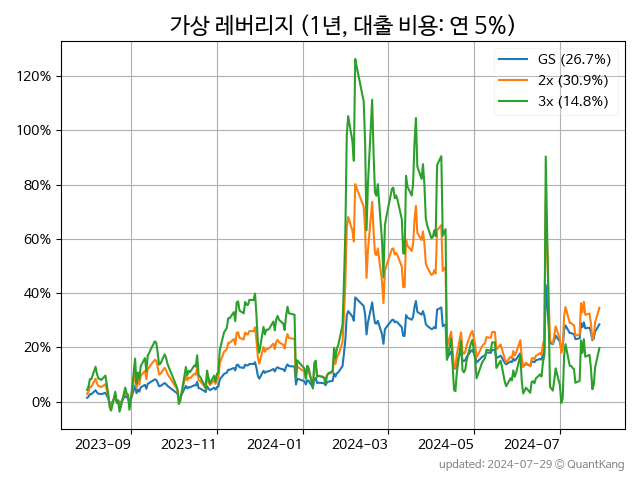 가상 레버리지 (1년, 대출 비용: 연 5%)
GS (26.7%)
2x (30.9%)
3x (14.8%)
120%
100%
80%
60%
40%
20%
0%
2023-09 2023-11 2024-01 2024-03 2024-05 2024-07
updated: 2024-07-29 © QuantKang